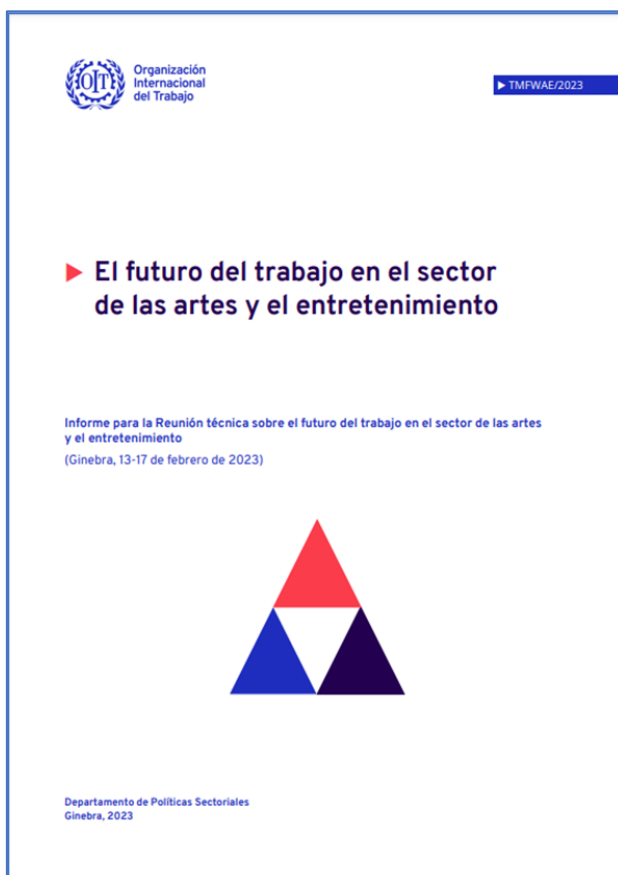 OIT
Organización
Internacional
del Trabajo
▶ TMFWAE/2023
▶ El futuro del trabajo en el sector
de las artes y el entretenimiento
Informe para la Reunión técnica sobre el futuro del trabajo en el sector de las artes
y el entretenimiento
(Ginebra, 13-17 de febrero de 2023)
Departamento de Políticas Sectoriales
Ginebra, 2023